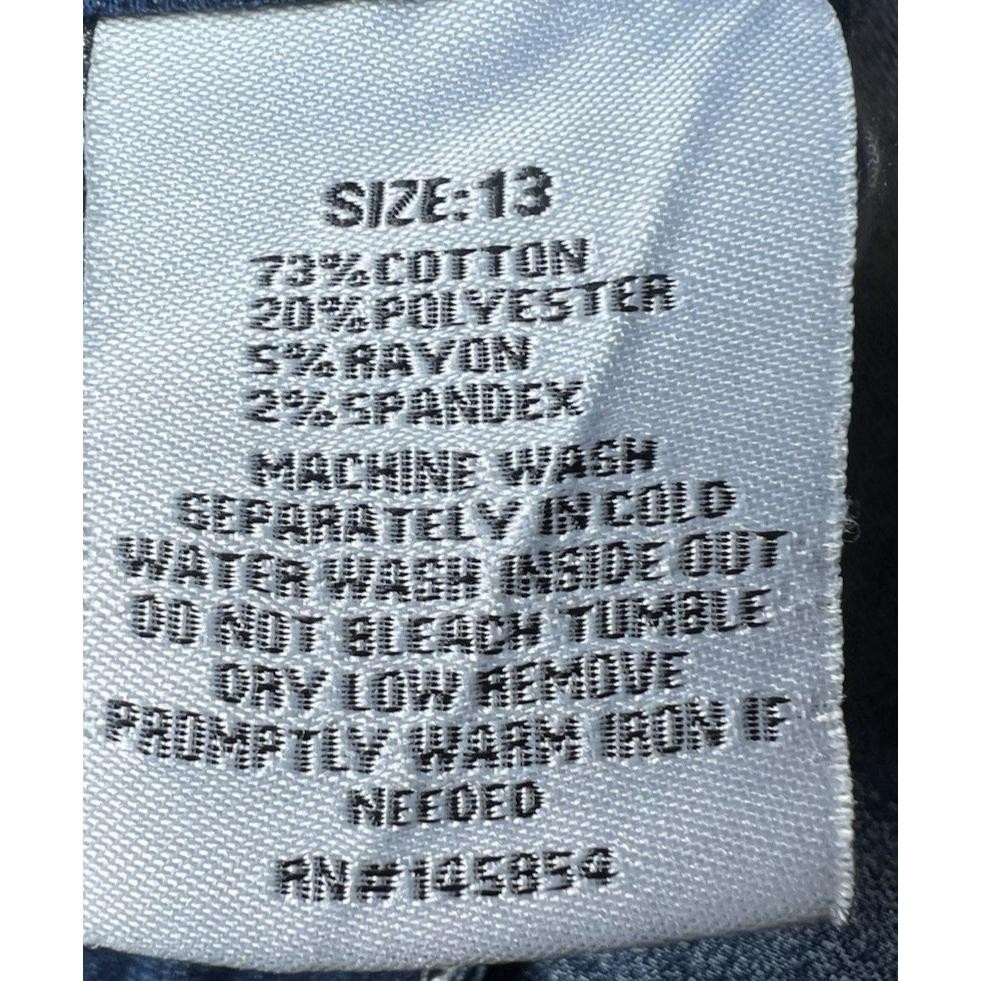 SIZE:13
73%COTTON
20%POLYESTER
5%RAYON
2%SPANDEX
MACHINE WASH
SEPARATELY IN COLD
WATER WASH INSIDE OUT
DO NOT BLEACH TUMBLE
DRY LOW REMOVE
PROMPTLY WARM IRON IF
NEEDED
RN#145854